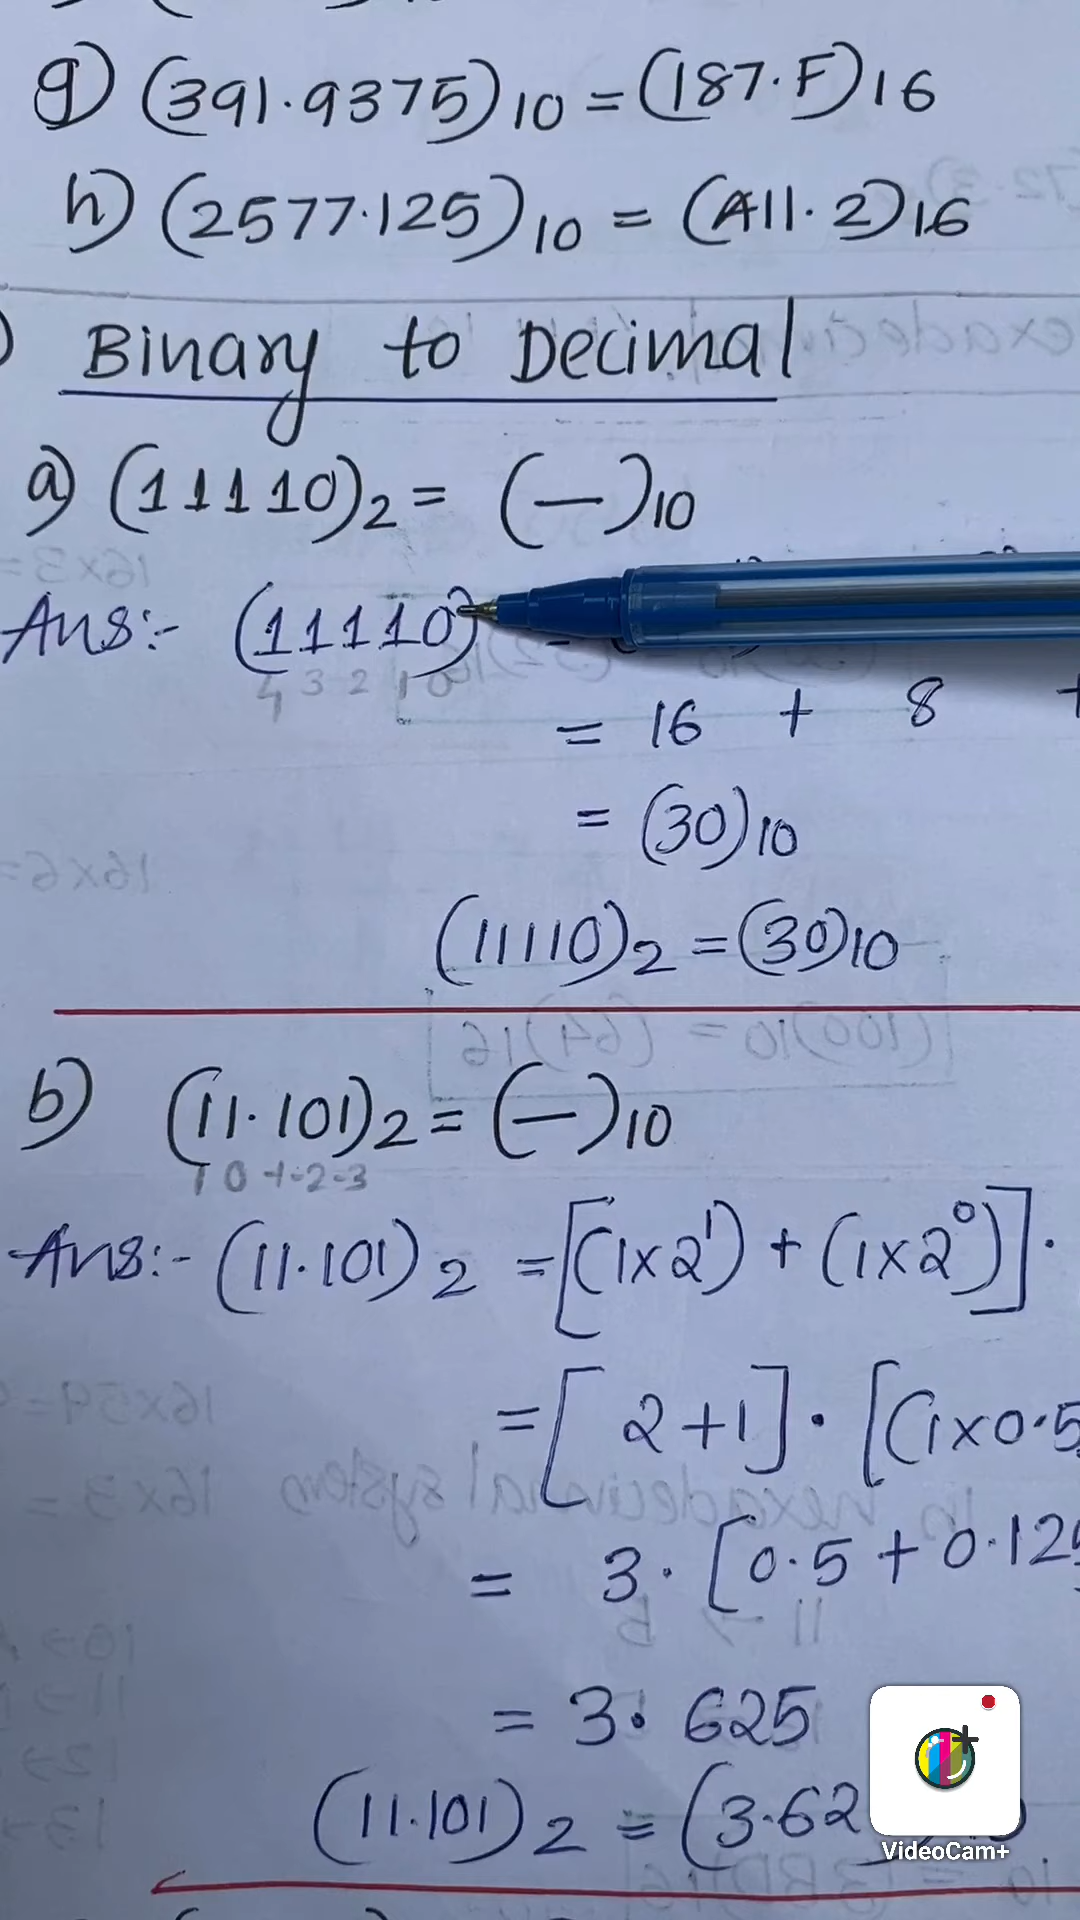 g) (391.9375)10 = (187.F)16
h) (2577.125)10 = (A11.2)16
Binary to Decimal
a) (11110)2 = (—)10
Ans:- (11110)
4 3 2 1 0
= 16 + 8 +
= (30)10
(11110)2 = (30)10
b) (11.101)2 = (—)10
1 0 -1 -2 -3
Ans:- (11.101)2 = [(1x2¹) + (1x2⁰)].
= [2+1] . [(1x0.5
= 3. [0.5 + 0.125
= 3.625
(11.101)2 = (3.62
VideoCam+